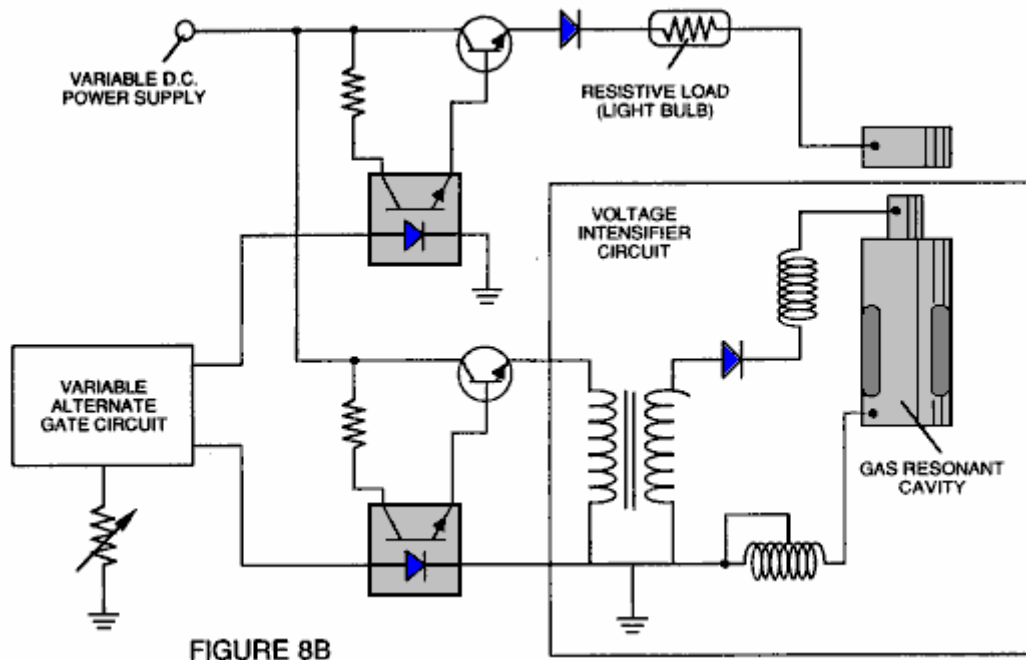 VARIABLE D.C.
POWER SUPPLY
RESISTIVE LOAD
(LIGHT BULB)
VOLTAGE
INTENSIFIER
CIRCUIT
VARIABLE
ALTERNATE
GATE CIRCUIT
GAS RESONANT
CAVITY
FIGURE 8B